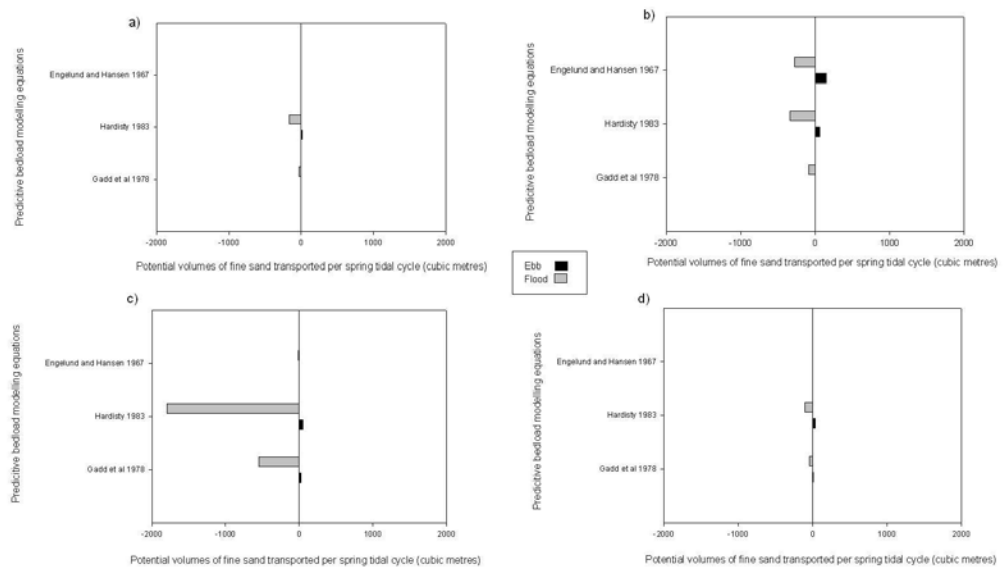 a)
Predicitive bedload modelling equations
Engelund and Hansen 1967
Hardisty 1983
Gadd et al 1978
-2000 -1000 0 1000 2000
Potential volumes of fine sand transported per spring tidal cycle (cubic metres)
b)
Predicitive bedload modelling equations
Engelund and Hansen 1967
Hardisty 1983
Gadd et al 1978
-2000 -1000 0 1000 2000
Potential volumes of fine sand transported per spring tidal cycle (cubic metres)
Ebb
Flood
c)
Predicitive bedload modelling equations
Engelund and Hansen 1967
Hardisty 1983
Gadd et al 1978
-2000 -1000 0 1000 2000
Potential volumes of fine sand transported per spring tidal cycle (cubic metres)
d)
Predicitive bedload modelling equations
Engelund and Hansen 1967
Hardisty 1983
Gadd et al 1978
-2000 -1000 0 1000 2000
Potential volumes of fine sand transported per spring tidal cycle (cubic metres)